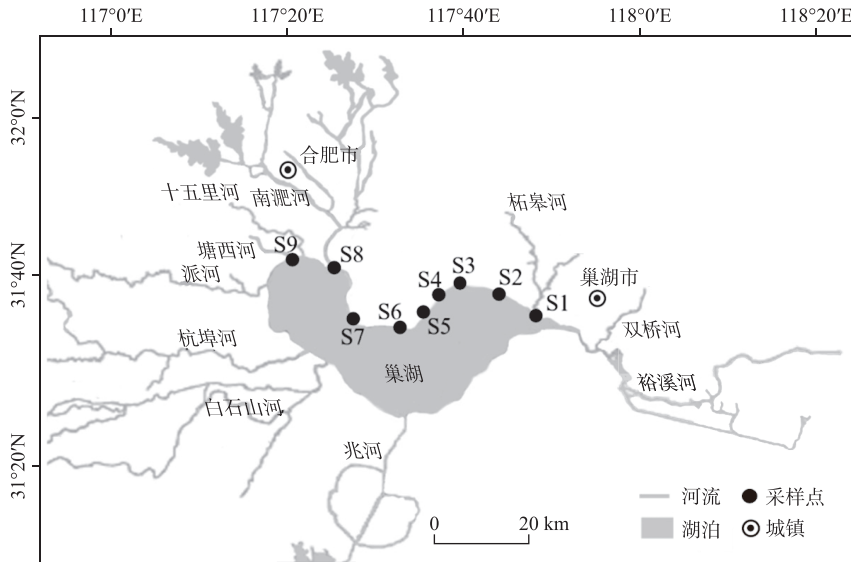 117°0′E 117°20′E 117°40′E 118°0′E 118°20′E
32°0′N
31°40′N
31°20′N
合肥市
十五里河
南淝河
柘皋河
塘西河
S9
S8
派河
S3
S4
S2
巢湖市
S1
S6
S7
S5
双桥河
杭埠河
巢湖
裕溪河
白石山河
兆河
0 20 km
河流 采样点
湖泊 城镇